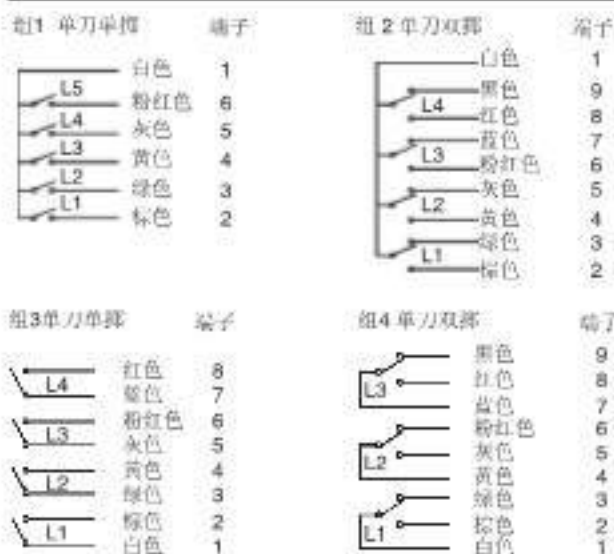 组1 单刀单掷 端子
白色 1
L5 粉红色 6
L4 灰色 5
L3 黄色 4
L2 绿色 3
L1 棕色 2
组2单刀双掷 端子
白色 1
黑色 9
L4 红色 8
蓝色 7
L3 粉红色 6
灰色 5
L2 黄色 4
绿色 3
L1 棕色 2
组3单刀单掷 端子
红色 8
L4 蓝色 7
粉红色 6
L3 灰色 5
黄色 4
L2 绿色 3
棕色 2
L1 白色 1
组4 单刀双掷 端子
黑色 9
L3 红色 8
蓝色 7
粉红色 6
L2 灰色 5
黄色 4
绿色 3
L1 棕色 2
白色 1